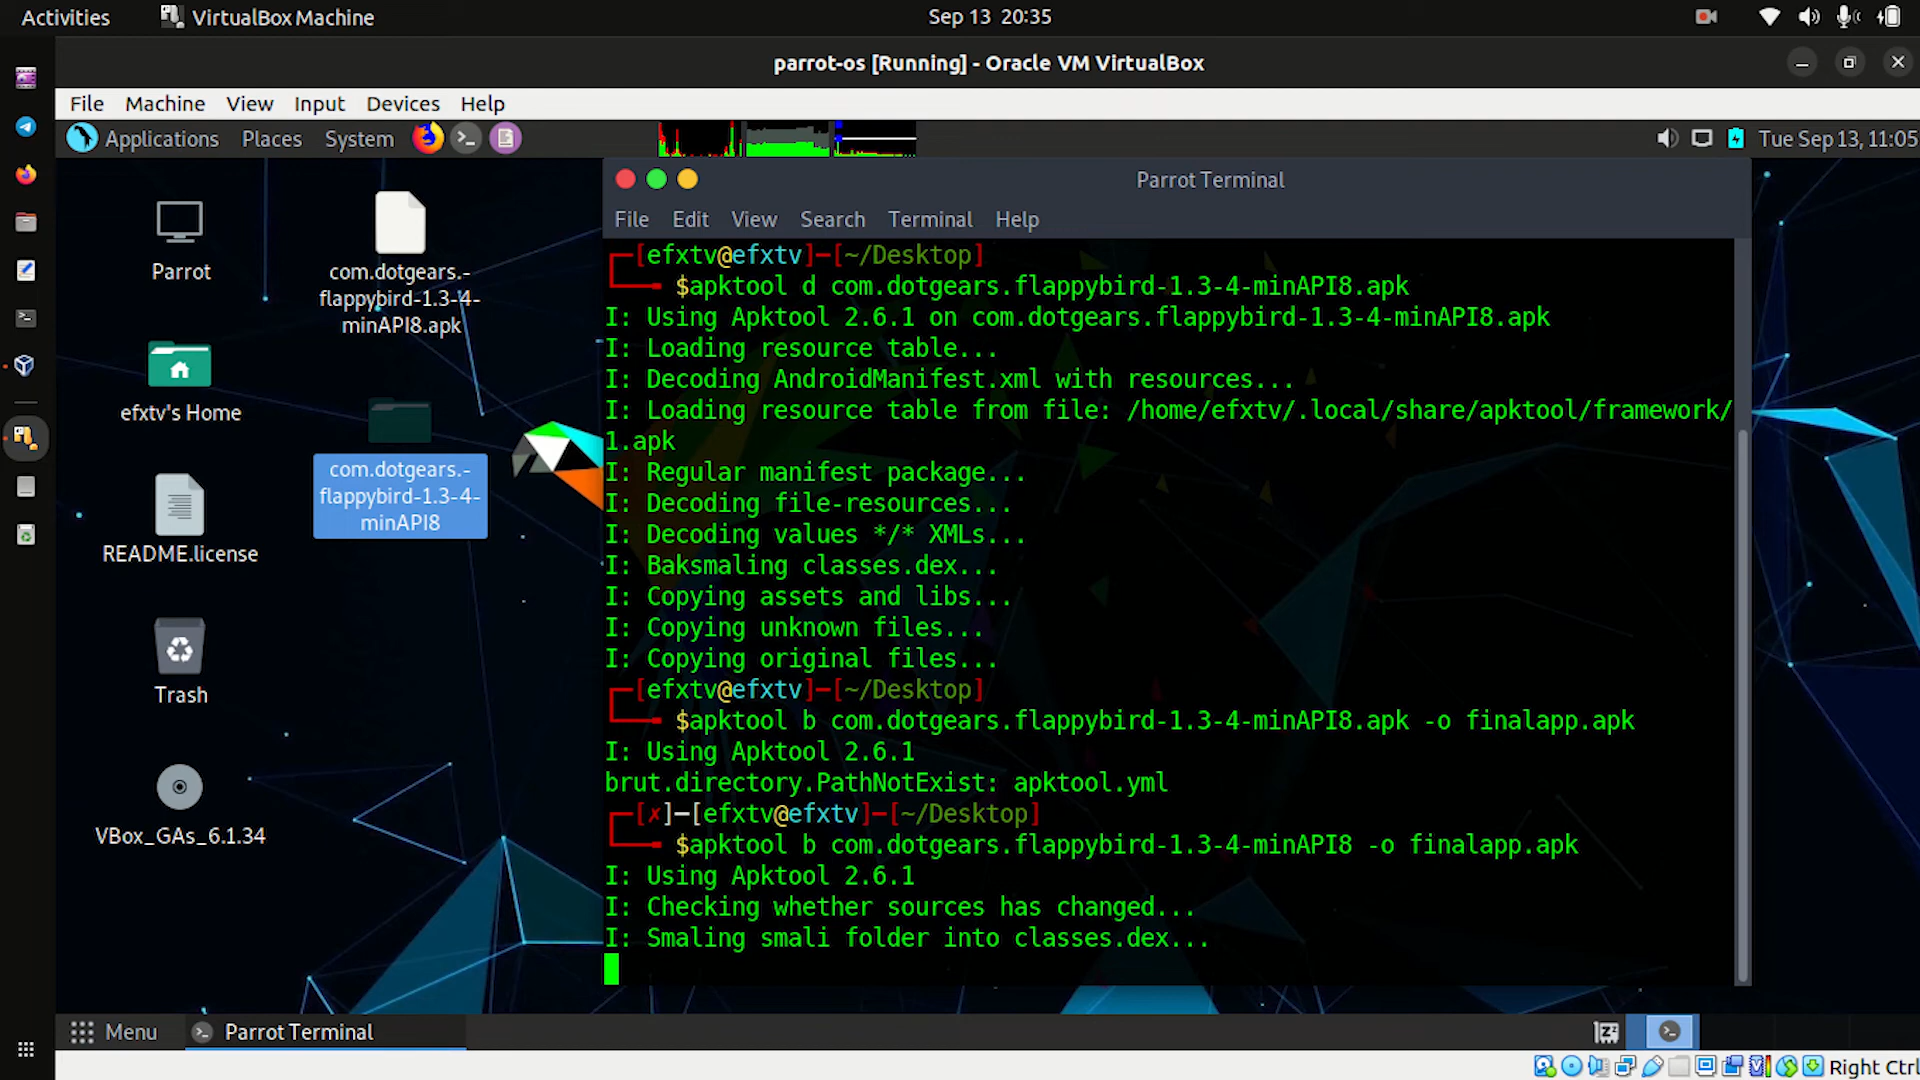 Activities
VirtualBox Machine
Sep 13 20:35
parrot-os [Running] - Oracle VM VirtualBox
File Machine View Input Devices Help
Applications Places System
Tue Sep 13, 11:05
Parrot
com.dotgears.-
flappybird-1.3-4-
minAPI8.apk
efxtv's Home
com.dotgears.-
flappybird-1.3-4-
minAPI8
README.license
Trash
VBox_GAs_6.1.34
Parrot Terminal
File Edit View Search Terminal Help
┌─[efxtv@efxtv]─[~/Desktop]
└──╼ $apktool d com.dotgears.flappybird-1.3-4-minAPI8.apk
I: Using Apktool 2.6.1 on com.dotgears.flappybird-1.3-4-minAPI8.apk
I: Loading resource table...
I: Decoding AndroidManifest.xml with resources...
I: Loading resource table from file: /home/efxtv/.local/share/apktool/framework/
1.apk
I: Regular manifest package...
I: Decoding file-resources...
I: Decoding values */* XMLs...
I: Baksmaling classes.dex...
I: Copying assets and libs...
I: Copying unknown files...
I: Copying original files...
┌─[efxtv@efxtv]─[~/Desktop]
└──╼ $apktool b com.dotgears.flappybird-1.3-4-minAPI8.apk -o finalapp.apk
I: Using Apktool 2.6.1
brut.directory.PathNotExist: apktool.yml
┌─[✗]─[efxtv@efxtv]─[~/Desktop]
└──╼ $apktool b com.dotgears.flappybird-1.3-4-minAPI8 -o finalapp.apk
I: Using Apktool 2.6.1
I: Checking whether sources has changed...
I: Smaling smali folder into classes.dex...
Menu
Parrot Terminal
Right Ctrl